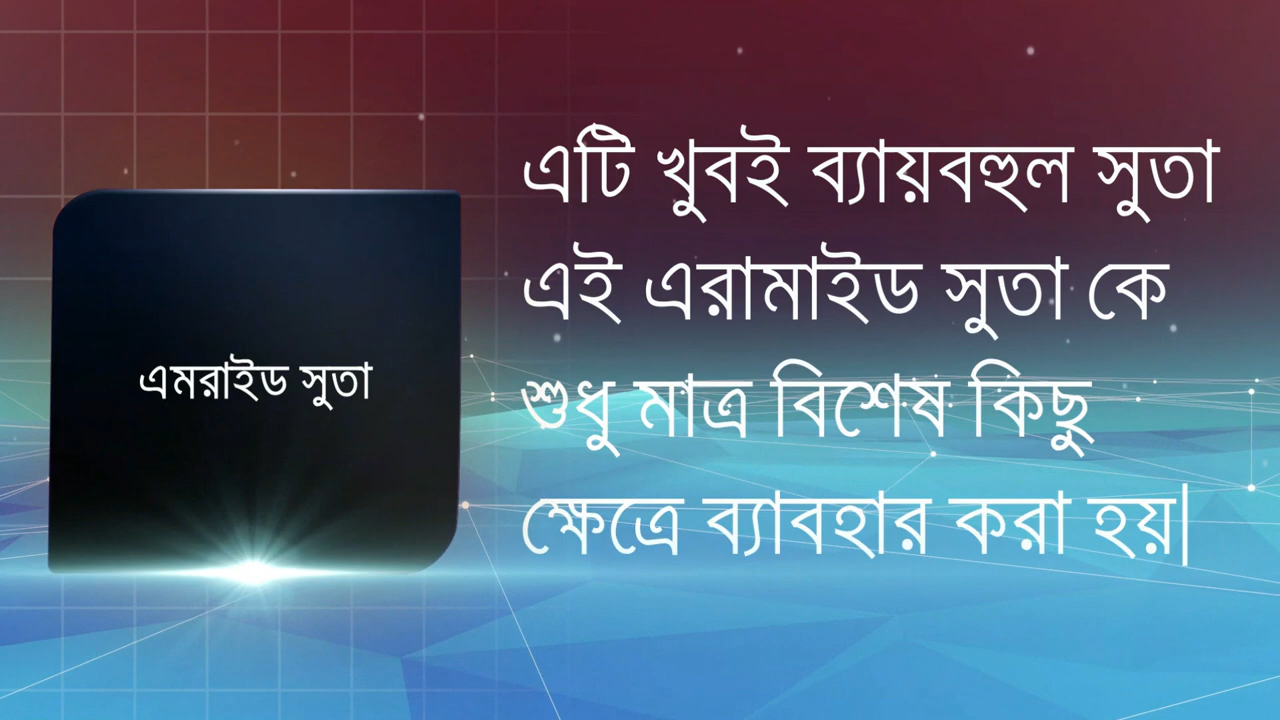 এমরাইড সুতা
এটি খুবই ব্যায়বহুল সুতা
এই এরামাইড সুতা কে
শুধু মাত্র বিশেষ কিছু
ক্ষেত্রে ব্যাবহার করা হয়|